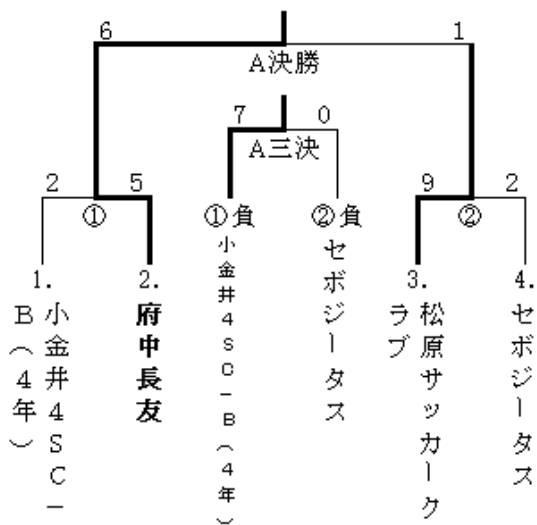 6 1
A決勝
7 0
A三決
2 5 9 2
① ①負 ②負 ②
1. 2. 3. 4.
小金井4SC-
B(4年)
府中長友
小金井4SC-B(4年)
セボジータス
松原サッカーク
ラブ
セボジータス